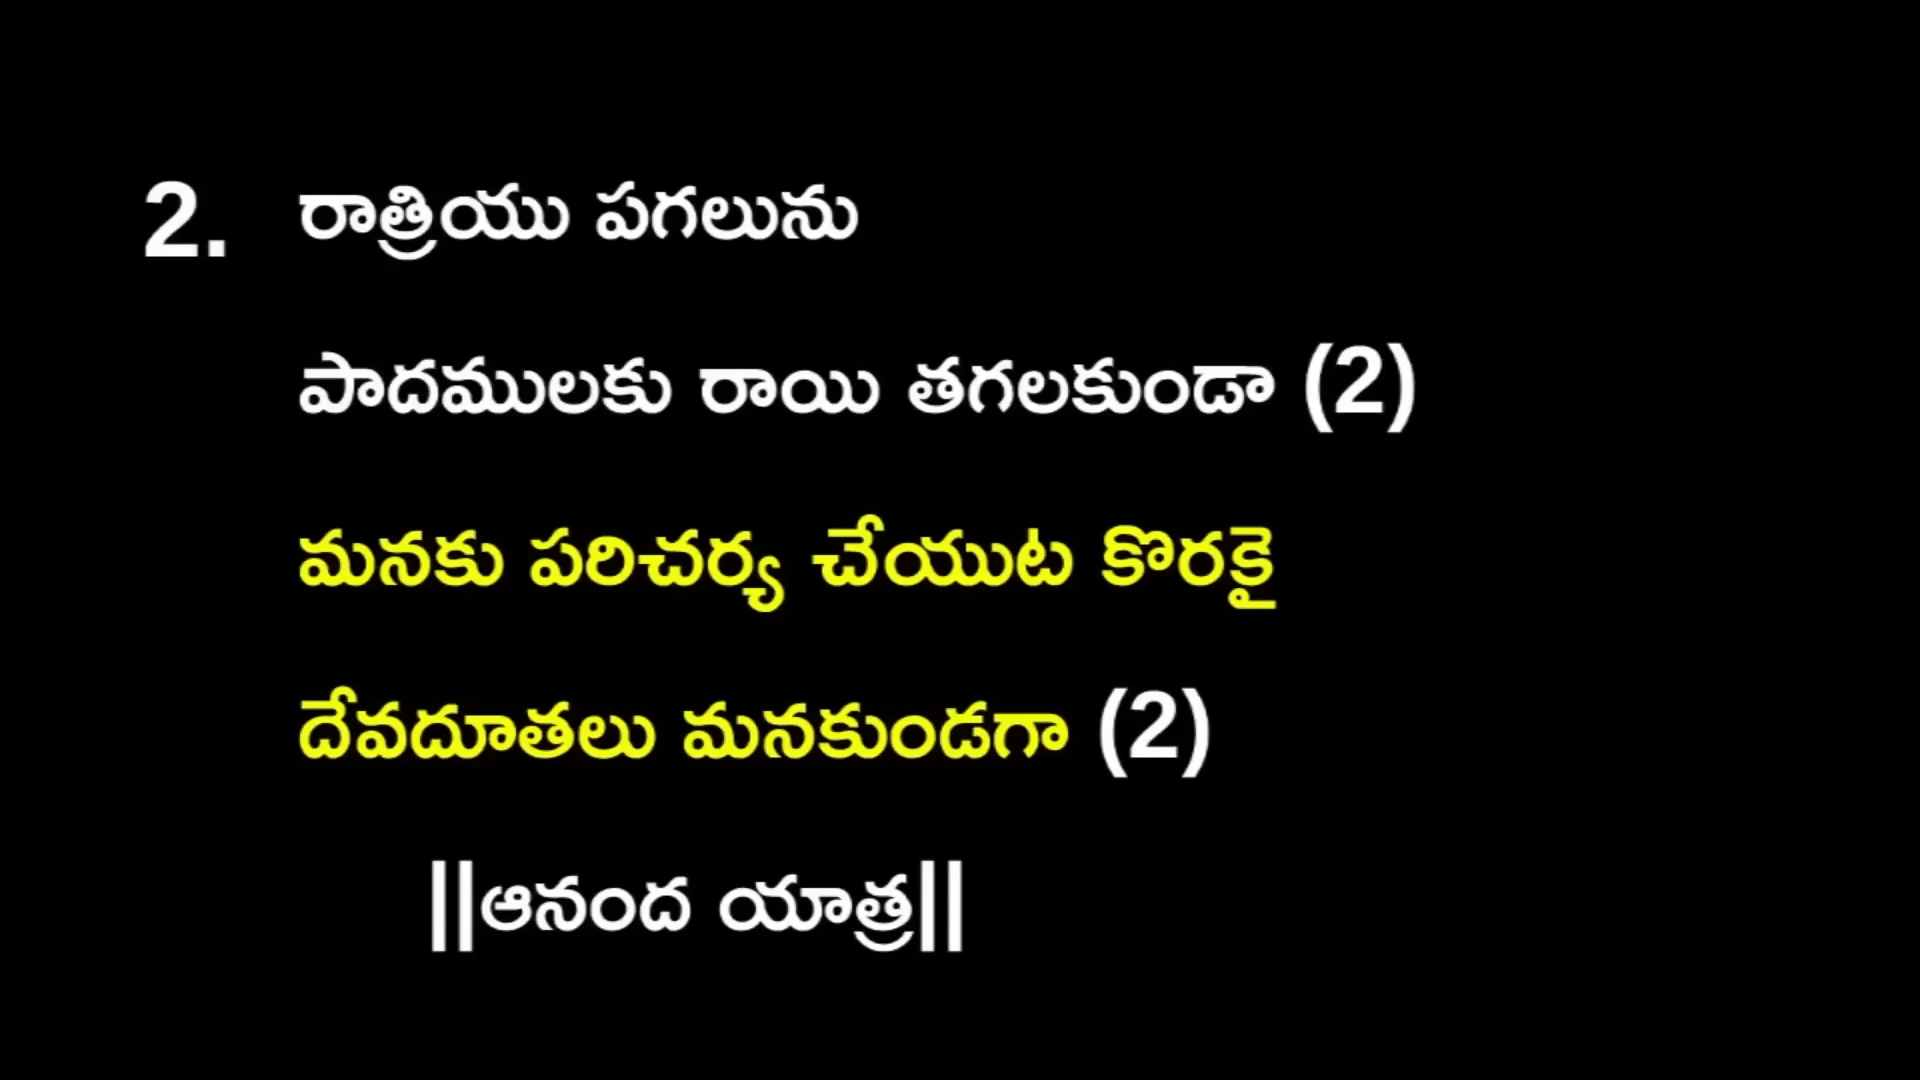 2. రాత్రియు పగలును
పాదములకు రాయి తగలకుండా (2)
మనకు పరిచర్య చేయుట కొరకై
దేవదూతలు మనకుండగా (2)
||ఆనంద యాత్ర||